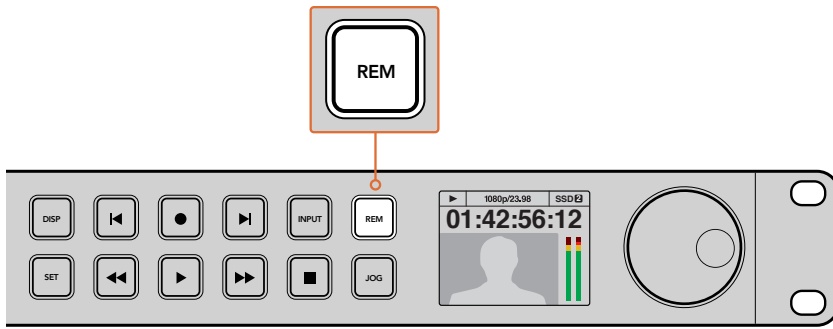 REM
DISP
INPUT
REM
1080p/23.98
SSD 2
01:42:56:12
SET
JOG